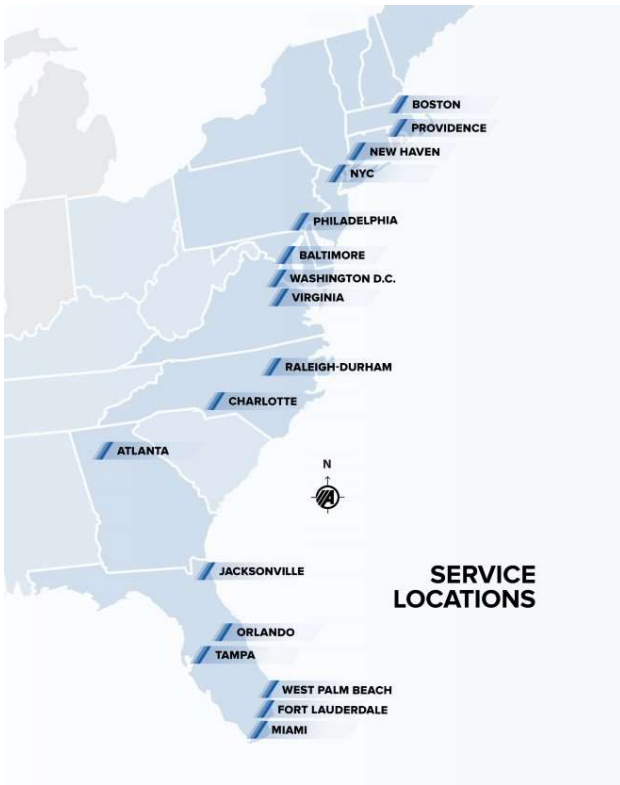 BOSTON
PROVIDENCE
NEW HAVEN
NYC
PHILADELPHIA
BALTIMORE
WASHINGTON D.C.
VIRGINIA
RALEIGH-DURHAM
CHARLOTTE
ATLANTA
N
A
JACKSONVILLE
SERVICE
LOCATIONS
ORLANDO
TAMPA
WEST PALM BEACH
FORT LAUDERDALE
MIAMI